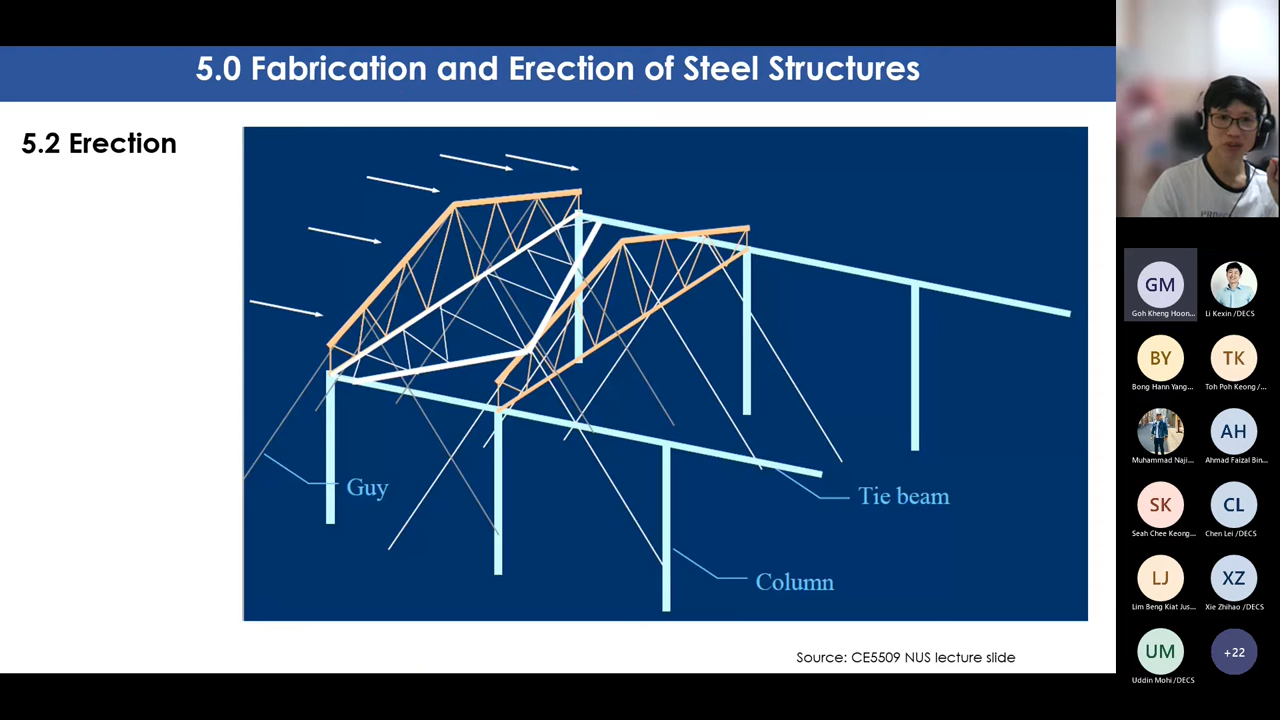 5.0 Fabrication and Erection of Steel Structures
5.2 Erection
Guy
Tie beam
Column
Source: CE5509 NUS lecture slide
GM
Goh Kheng Hoon...
Li Kexin /DECS
BY
Bong Hann Yang...
TK
Toh Poh Keong /...
Muhammad Naji...
AH
Ahmad Faizal Bin...
SK
Seah Chee Keong...
CL
Chen Lei /DECS
LJ
Lim Beng Kiat Jus...
XZ
Xie Zhihao /DECS
UM
Uddin Mohi /DECS
+22